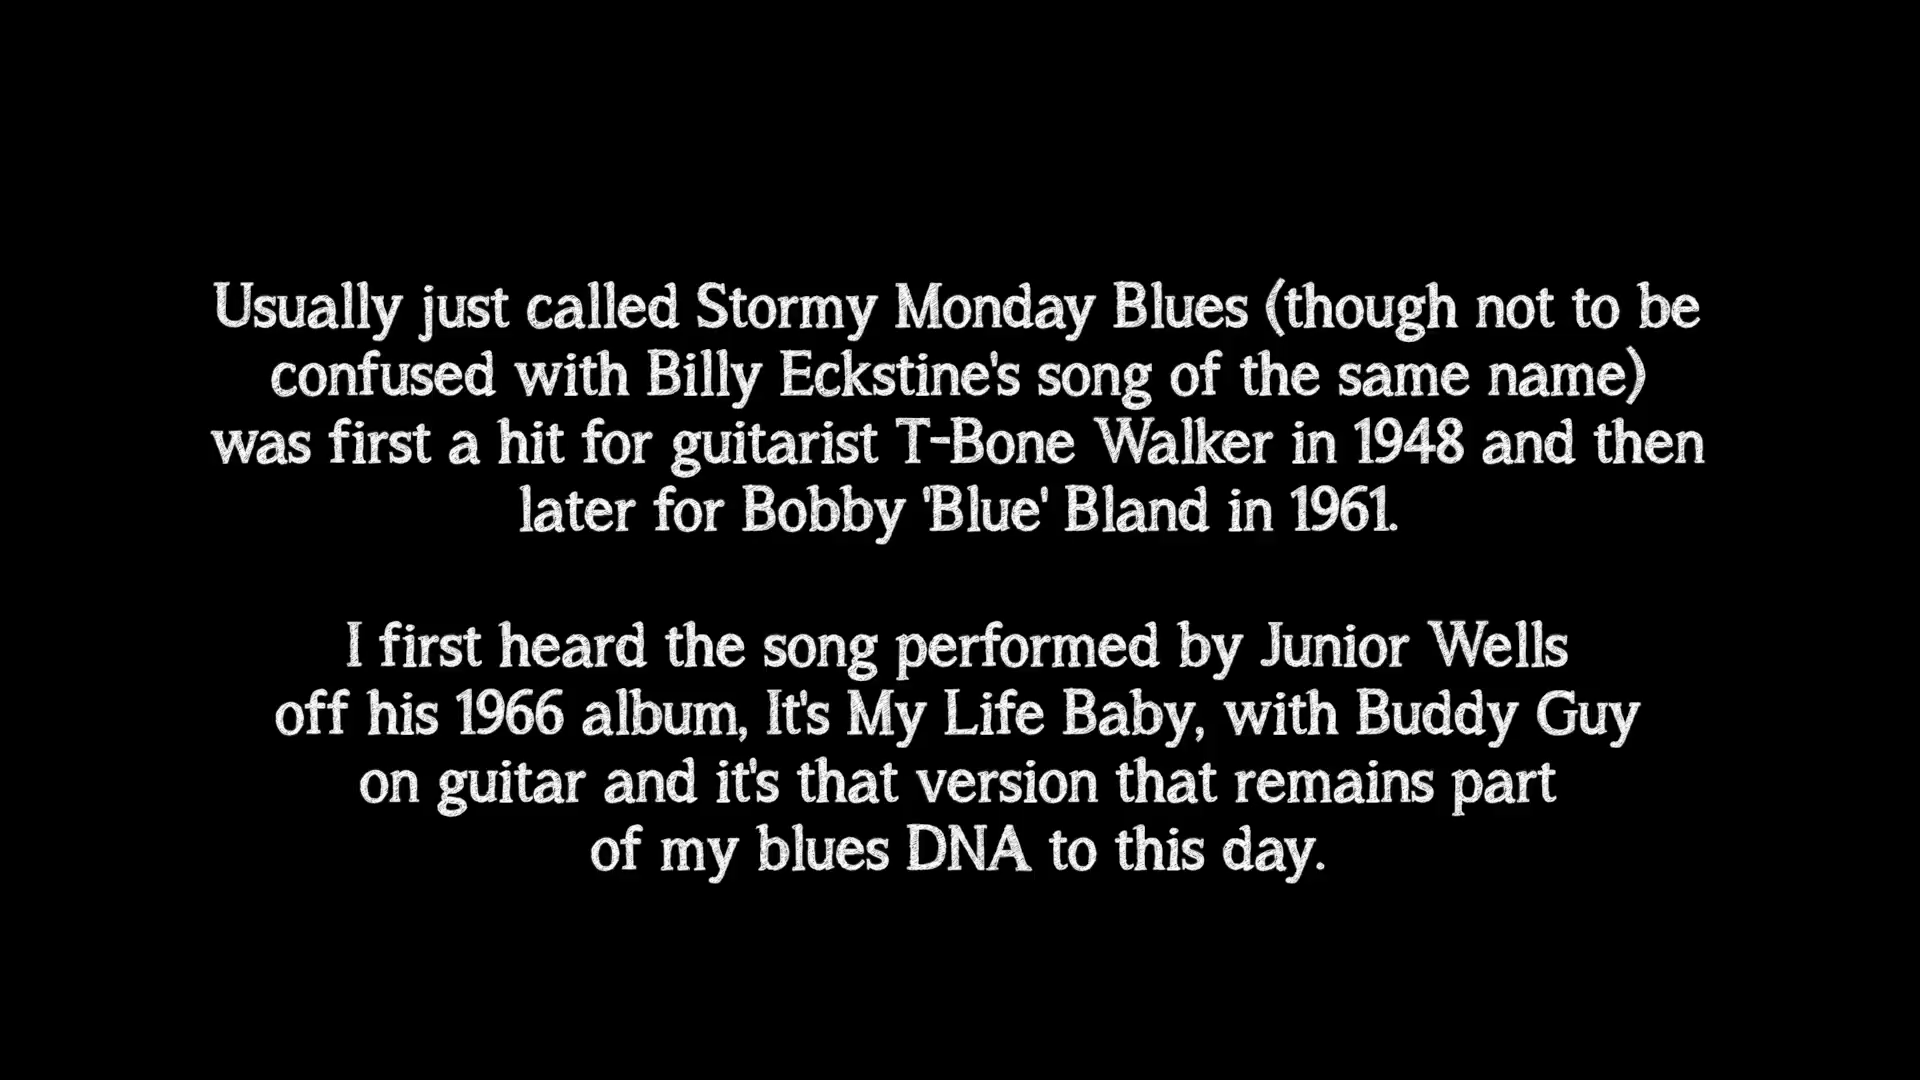 Usually just called Stormy Monday Blues (though not to be
confused with Billy Eckstine's song of the same name)
was first a hit for guitarist T-Bone Walker in 1948 and then
later for Bobby 'Blue' Bland in 1961.
I first heard the song performed by Junior Wells
off his 1966 album, It's My Life Baby, with Buddy Guy
on guitar and it's that version that remains part
of my blues DNA to this day.